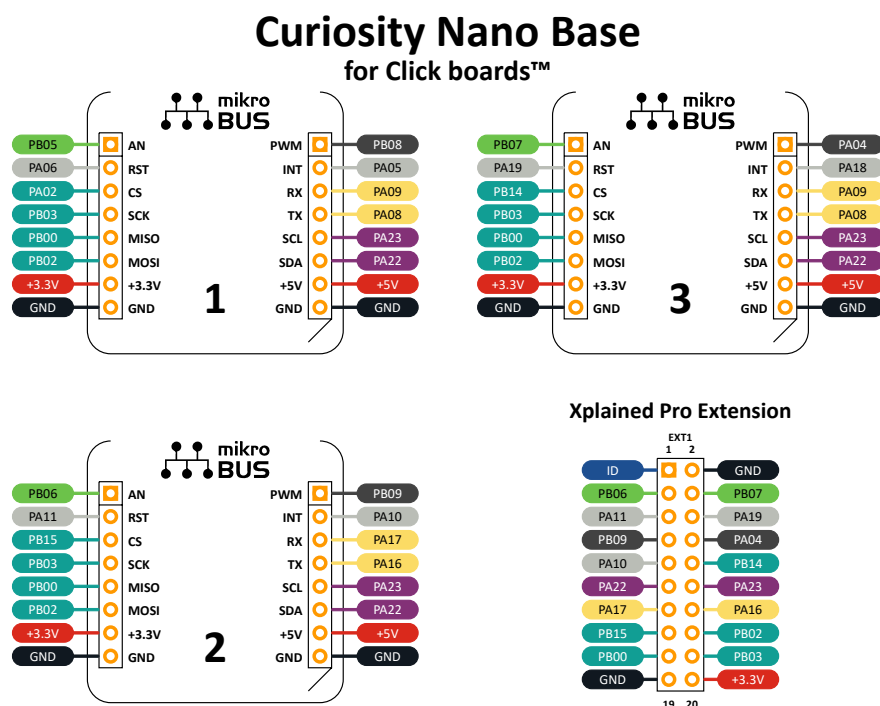 Curiosity Nano Base
for Click boards™
mikro
BUS
PB05 AN PWM PB08
PA06 RST INT PA05
PA02 CS RX PA09
PB03 SCK TX PA08
PB00 MISO SCL PA23
PB02 MOSI SDA PA22
+3.3V +3.3V +5V +5V
GND GND GND GND
1
mikro
BUS
PB07 AN PWM PA04
PA19 RST INT PA18
PB14 CS RX PA09
PB03 SCK TX PA08
PB00 MISO SCL PA23
PB02 MOSI SDA PA22
+3.3V +3.3V +5V +5V
GND GND GND GND
3
mikro
BUS
PB06 AN PWM PB09
PA11 RST INT PA10
PB15 CS RX PA17
PB03 SCK TX PA16
PB00 MISO SCL PA23
PB02 MOSI SDA PA22
+3.3V +3.3V +5V +5V
GND GND GND GND
2
Xplained Pro Extension
EXT1
1 2
ID GND
PB06 PB07
PA11 PA19
PB09 PA04
PA10 PB14
PA22 PA23
PA17 PA16
PB15 PB02
PB00 PB03
GND +3.3V
19 20